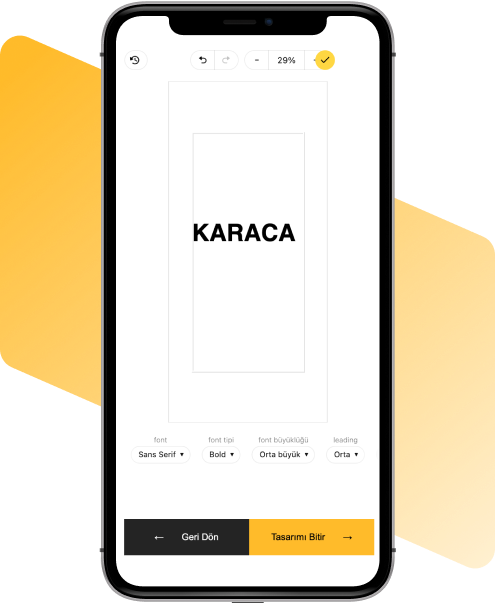 - 29%
KARACA
font font tipi font büyüklüğü leading
Sans Serif Bold Orta büyük Orta
← Geri Dön Tasarımı Bitir →